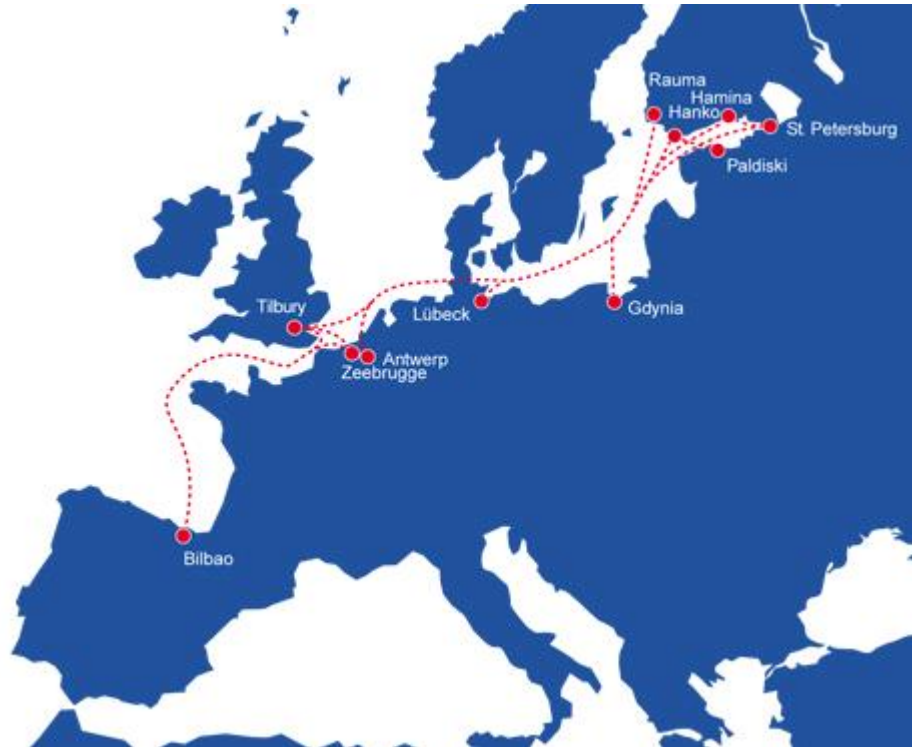 Rauma
Hamina
Hanko
St. Petersburg
Paldiski
Tilbury
Lübeck
Gdynia
Antwerp
Zeebrugge
Bilbao